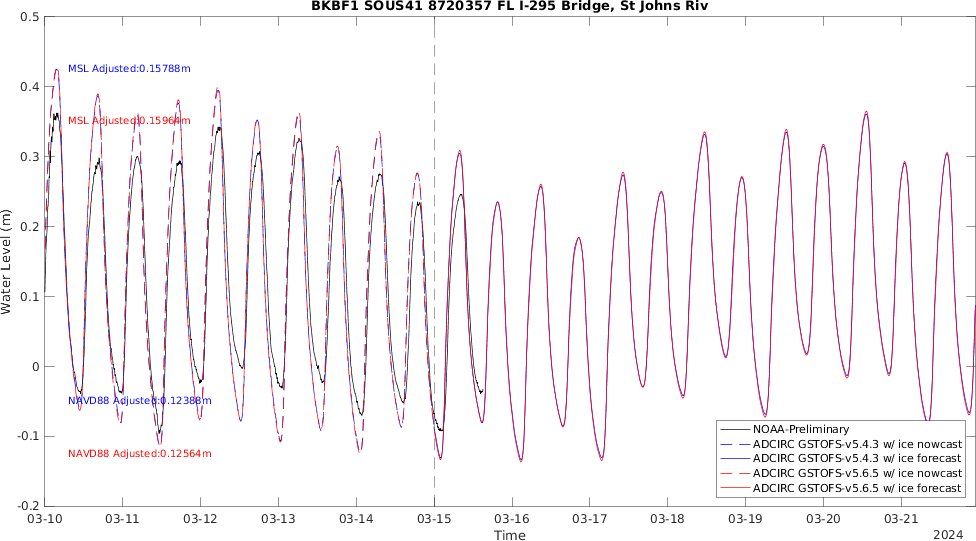 BKBF1 SOUS41 8720357 FL I-295 Bridge, St Johns Riv
0.5
0.4
0.3
0.2
0.1
0
-0.1
-0.2
Water Level (m)
MSL Adjusted:0.15788m
MSL Adjusted:0.15964m
NAVD88 Adjusted:0.12388m
NAVD88 Adjusted:0.12564m
NOAA-Preliminary
ADCIRC GSTOFS-v5.4.3 w/ ice nowcast
ADCIRC GSTOFS-v5.4.3 w/ ice forecast
ADCIRC GSTOFS-v5.6.5 w/ ice nowcast
ADCIRC GSTOFS-v5.6.5 w/ ice forecast
03-10 03-11 03-12 03-13 03-14 03-15 03-16 03-17 03-18 03-19 03-20 03-21
Time
2024